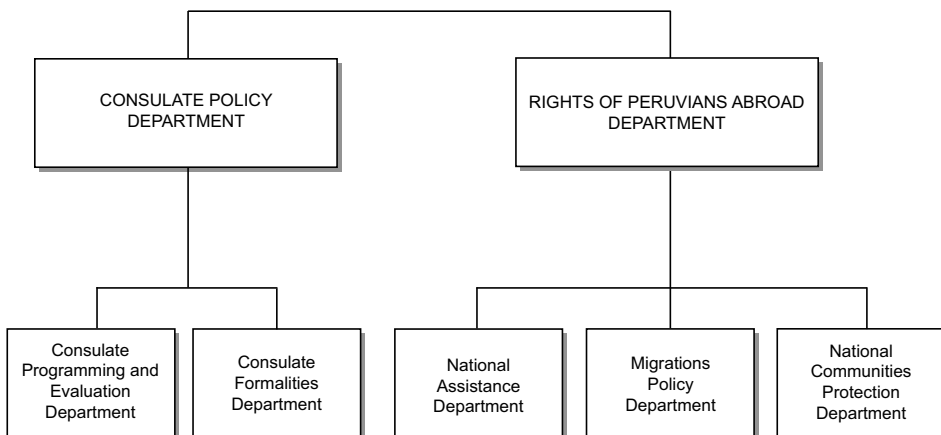 CONSULATE POLICY
DEPARTMENT
RIGHTS OF PERUVIANS ABROAD
DEPARTMENT
Consulate
Programming and
Evaluation
Department
Consulate
Formalities
Department
National
Assistance
Department
Migrations
Policy
Department
National
Communities
Protection
Department